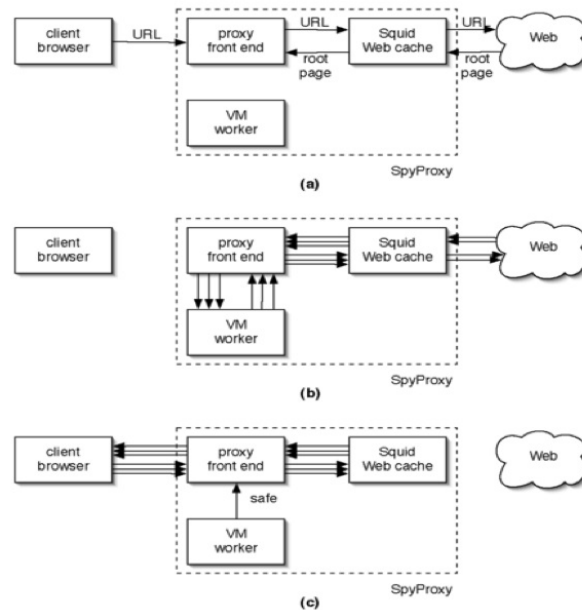 client
browser
URL
proxy
front end
URL
root
page
Squid
Web cache
URL
root
page
Web
VM
worker
SpyProxy
(a)
client
browser
proxy
front end
Squid
Web cache
Web
VM
worker
SpyProxy
(b)
client
browser
proxy
front end
Squid
Web cache
Web
safe
VM
worker
SpyProxy
(c)